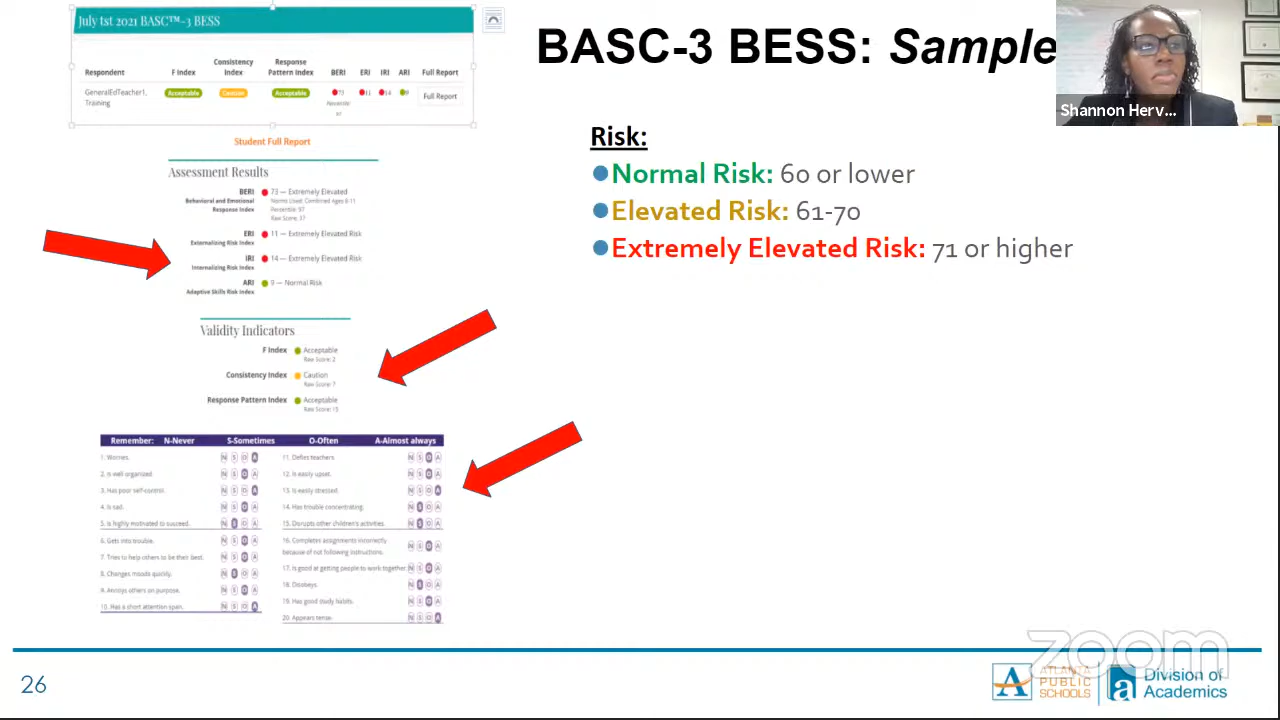 July 1st 2021 BASC™-3 BESS
Respondent F Index Consistency Index Response Pattern Index BERI ERI IRI ARI Full Report
GeneralEdTeacher1, Training Acceptable Caution Acceptable 73 11 14 9 Full Report
Percentile
97
Student Full Report
Assessment Results
BERI 73 — Extremely Elevated
Behavioral and Emotional Norms Used: Combined Ages 6-11
Response Index Percentile: 97
Raw Score: 37
ERI 11 — Extremely Elevated Risk
Externalizing Risk Index
IRI 14 — Extremely Elevated Risk
Internalizing Risk Index
ARI 9 — Normal Risk
Adaptive Skills Risk Index
Validity Indicators
F Index Acceptable
Raw Score: 2
Consistency Index Caution
Raw Score: 7
Response Pattern Index Acceptable
Raw Score: 15
Remember: N-Never S-Sometimes O-Often A-Almost always
1. Worries. N S O A
2. Is well organized. N S O A
3. Has poor self-control. N S O A
4. Is sad. N S O A
5. Is highly motivated to succeed. N S O A
6. Gets into trouble. N S O A
7. Tries to help others to be their best. N S O A
8. Changes moods quickly. N S O A
9. Annoys others on purpose. N S O A
10. Has a short attention span. N S O A
11. Defies teachers. N S O A
12. Is easily upset. N S O A
13. Is easily stressed. N S O A
14. Has trouble concentrating. N S O A
15. Disrupts other children's activities. N S O A
16. Completes assignments incorrectly
because of not following instructions. N S O A
17. Is good at getting people to work together. N S O A
18. Disobeys. N S O A
19. Has good study habits. N S O A
20. Appears tense. N S O A
BASC-3 BESS: Sample
Shannon Herv...
Risk:
Normal Risk: 60 or lower
Elevated Risk: 61-70
Extremely Elevated Risk: 71 or higher
zoom
26
ATLANTA
PUBLIC
SCHOOLS
Division of
Academics